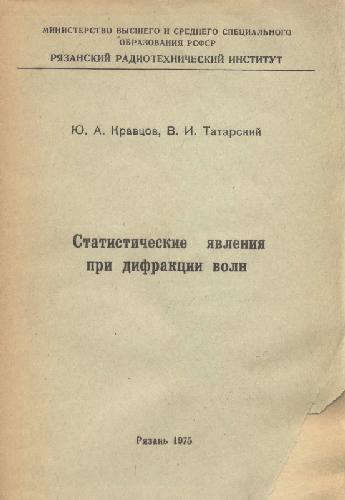 МИНИСТЕРСТВО ВЫСШЕГО И СРЕДНЕГО СПЕЦИАЛЬНОГО
ОБРАЗОВАНИЯ РСФСР
РЯЗАНСКИЙ РАДИОТЕХНИЧЕСКИЙ ИНСТИТУТ
Ю. А. Кравцов, В. И. Татарский
Статистические явления
при дифракции волн
Рязань 1975